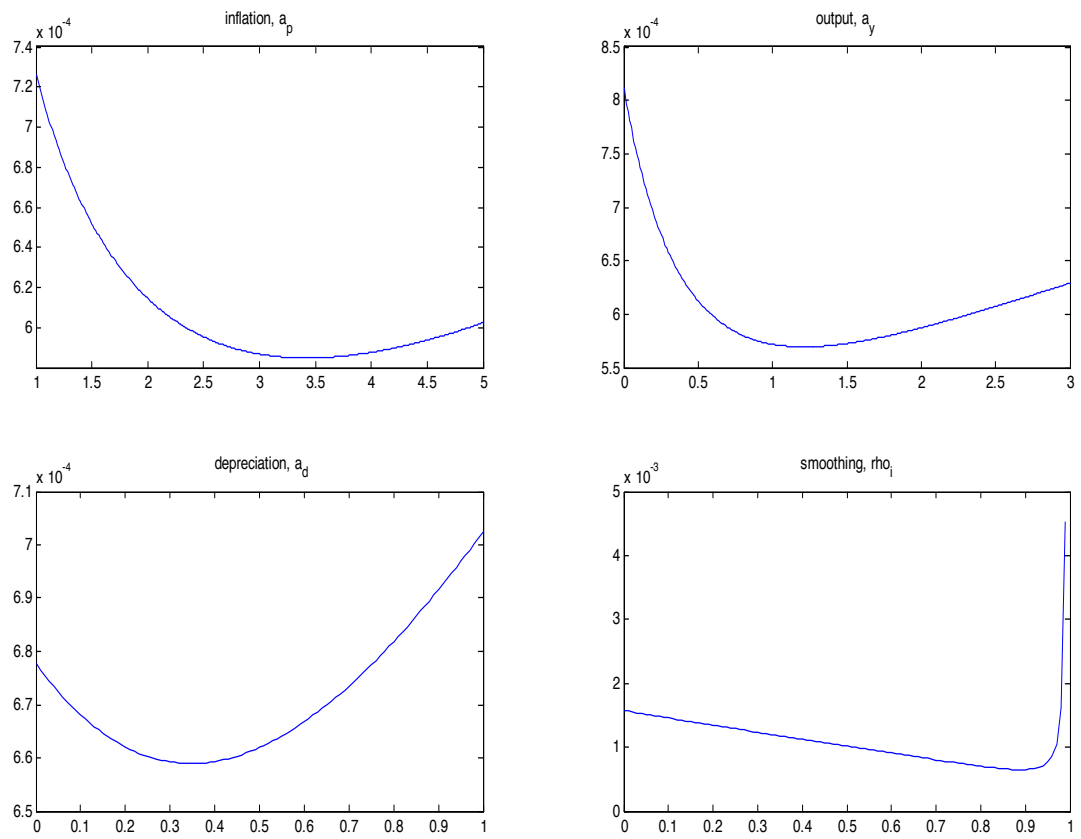 inflation, a_p
x 10^-4
7.4
7.2
7
6.8
6.6
6.4
6.2
6
1 1.5 2 2.5 3 3.5 4 4.5 5
output, a_y
x 10^-4
8.5
8
7.5
7
6.5
6
5.5
0 0.5 1 1.5 2 2.5 3
depreciation, a_d
x 10^-4
7.1
7
6.9
6.8
6.7
6.6
6.5
0 0.1 0.2 0.3 0.4 0.5 0.6 0.7 0.8 0.9 1
smoothing, rho_i
x 10^-3
5
4
3
2
1
0
0 0.1 0.2 0.3 0.4 0.5 0.6 0.7 0.8 0.9 1